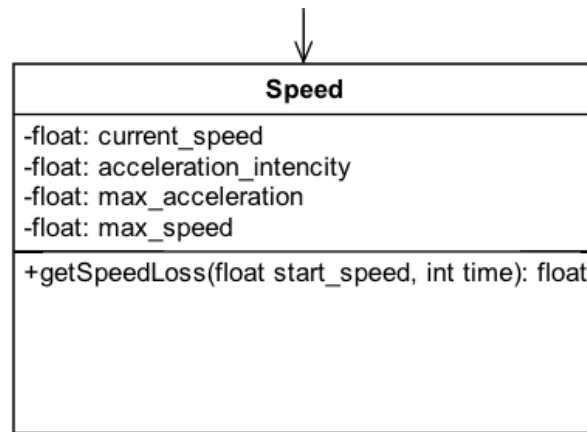 Speed
-float: current_speed
-float: acceleration_intencity
-float: max_acceleration
-float: max_speed
+getSpeedLoss(float start_speed, int time): float